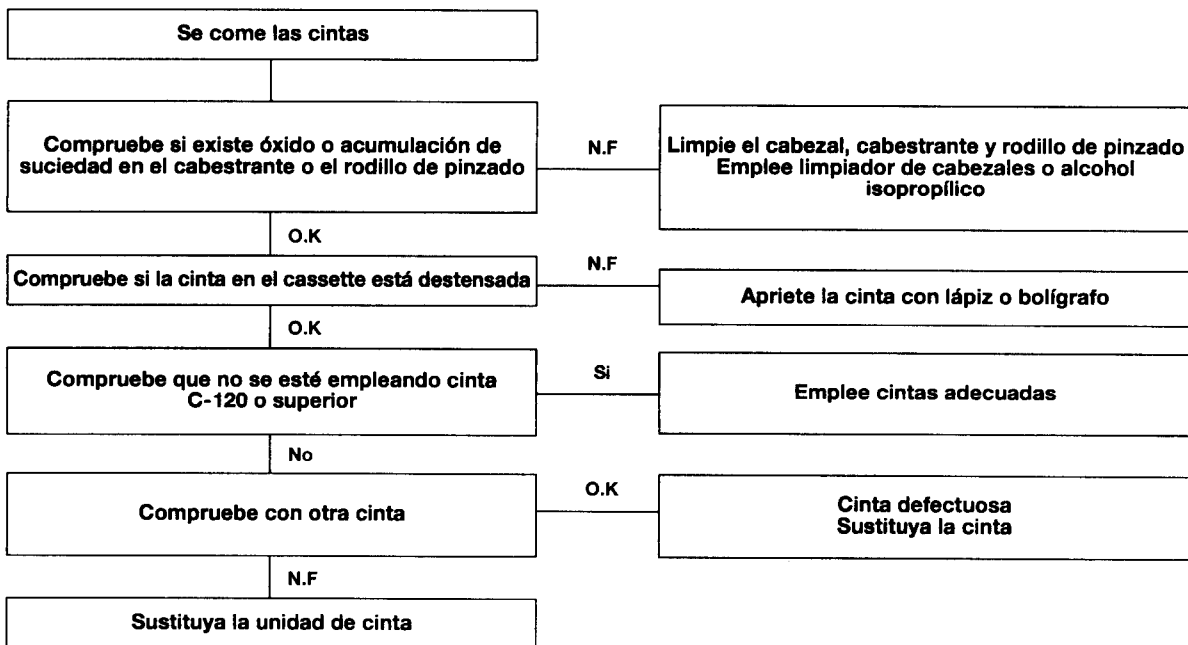 Se come las cintas
Compruebe si existe óxido o acumulación de
suciedad en el cabestrante o el rodillo de pinzado
N.F
Limpie el cabezal, cabestrante y rodillo de pinzado
Emplee limpiador de cabezales o alcohol
isopropílico
O.K
Compruebe si la cinta en el cassette está destensada
N.F
Apriete la cinta con lápiz o bolígrafo
O.K
Compruebe que no se esté empleando cinta
C-120 o superior
Si
Emplee cintas adecuadas
No
Compruebe con otra cinta
O.K
Cinta defectuosa
Sustituya la cinta
N.F
Sustituya la unidad de cinta